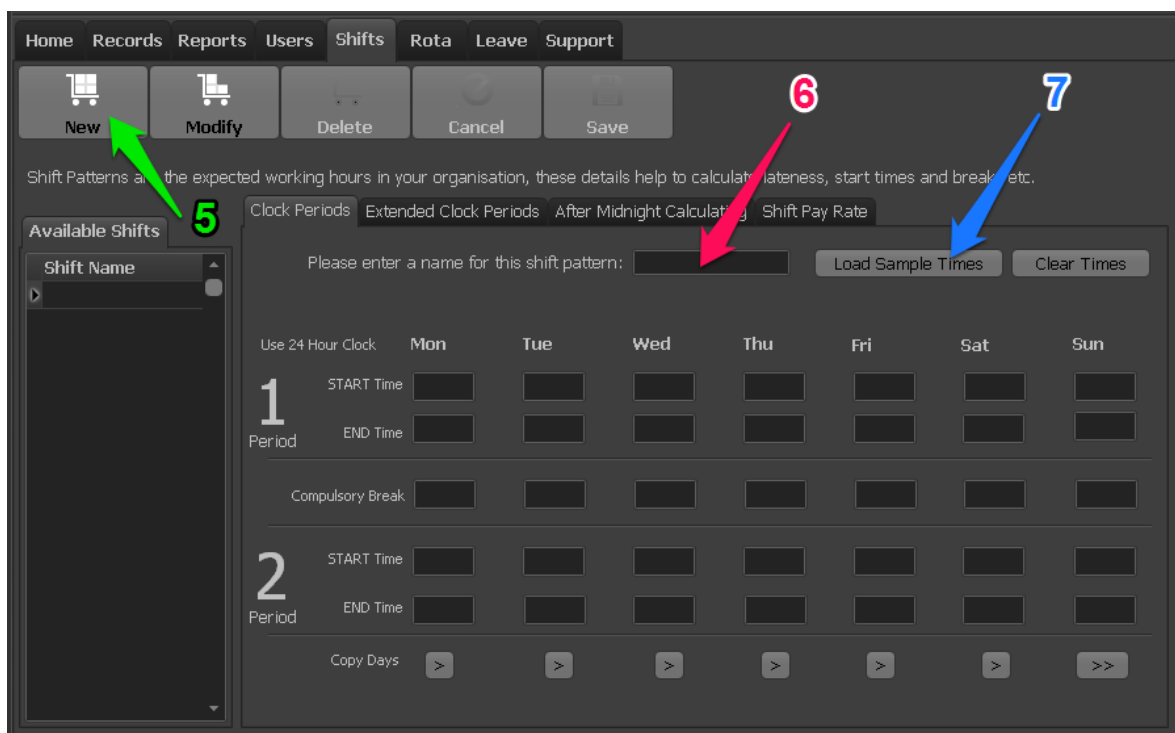 Home Records Reports Users Shifts Rota Leave Support
New Modify Delete Cancel Save
6 7
Shift Patterns the expected working hours in your organisation, these details help to calculate lateness, start times and break etc.
5
Available Shifts
Clock Periods Extended Clock Periods After Midnight Calculating Shift Pay Rate
Shift Name
Please enter a name for this shift pattern: Load Sample Times Clear Times
Use 24 Hour Clock Mon Tue Wed Thu Fri Sat Sun
1 Period
START Time
END Time
Compulsory Break
2 Period
START Time
END Time
Copy Days > > > > > > >>